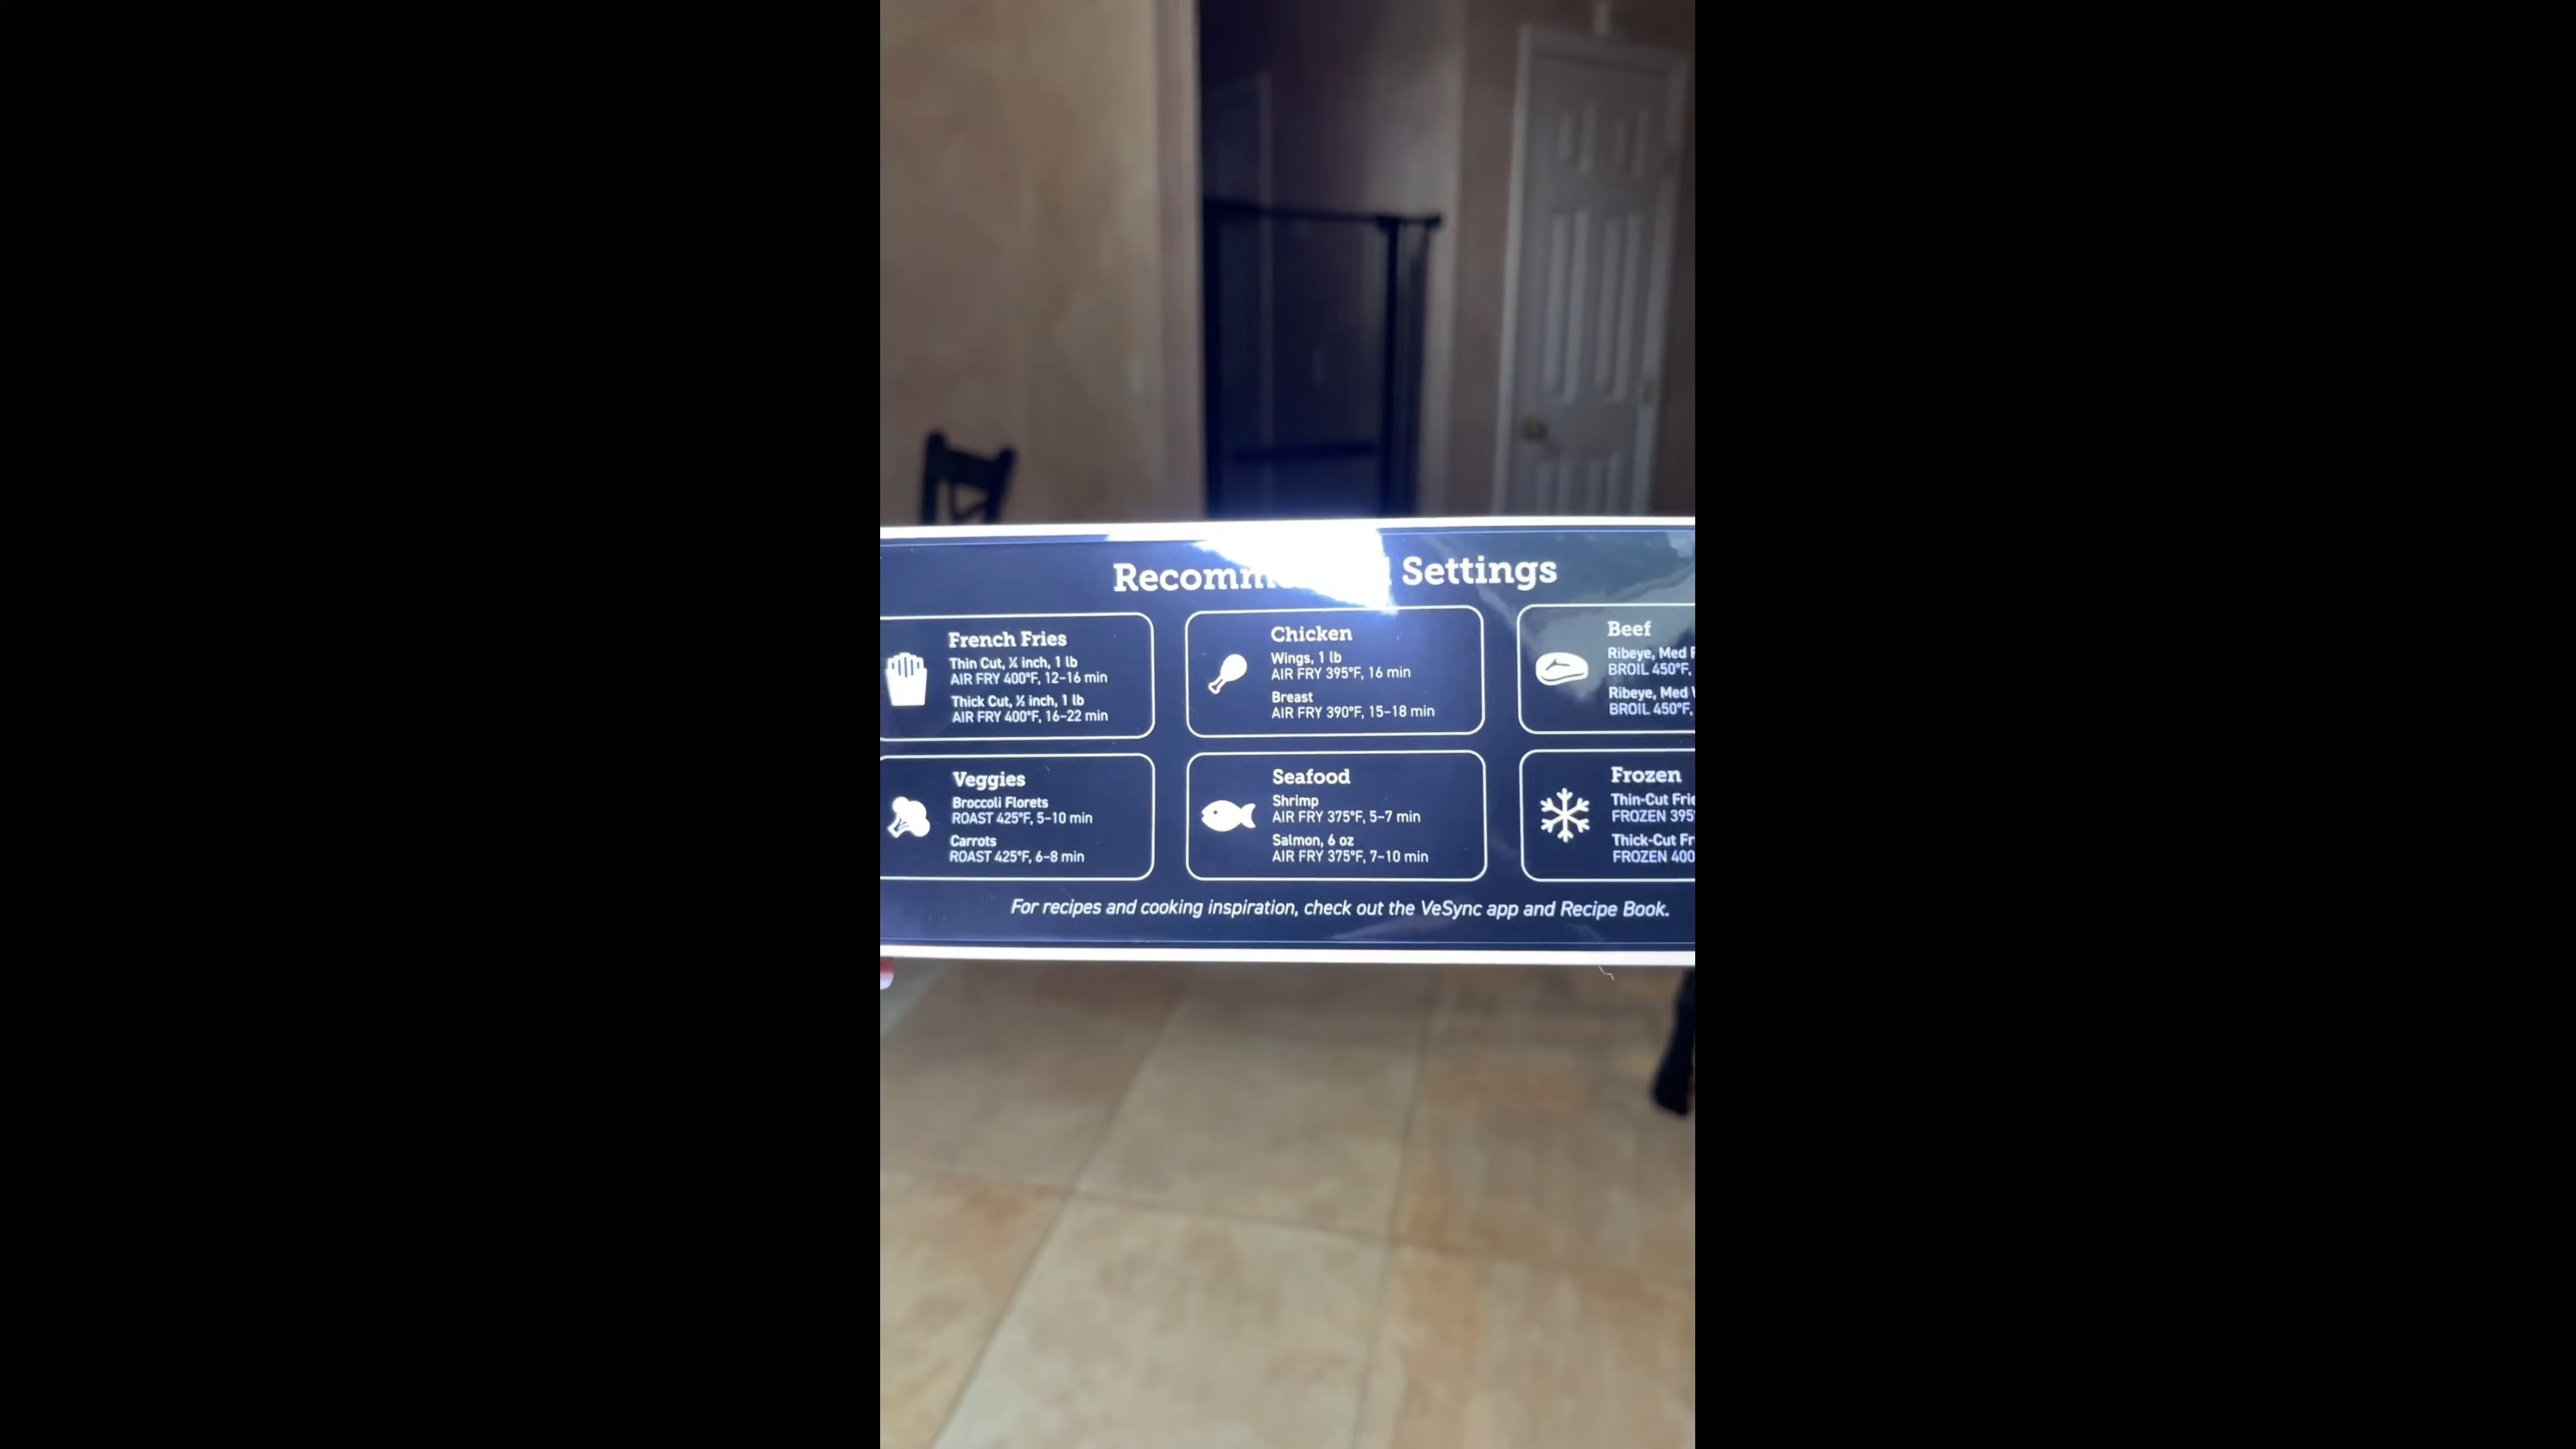 Settings
French Fries
Thin Cut, ¼ inch, 1 lb
AIR FRY 400°F, 12–16 min
Thick Cut, ½ inch, 1 lb
AIR FRY 400°F, 16–22 min
Chicken
Wings, 1 lb
AIR FRY 395°F, 16 min
Breast
AIR FRY 390°F, 15–18 min
Beef
Ribeye, Med
BROIL 450°F,
Ribeye, Med
BROIL 450°F,
Veggies
Broccoli Florets
ROAST 425°F, 5–10 min
Carrots
ROAST 425°F, 6–8 min
Seafood
Shrimp
AIR FRY 375°F, 5–7 min
Salmon, 6 oz
AIR FRY 375°F, 7–10 min
Frozen
Thin-Cut
FROZEN 395°
Thick-Cut
FROZEN 400
For recipes and cooking inspiration, check out the VeSync app and Recipe Book.